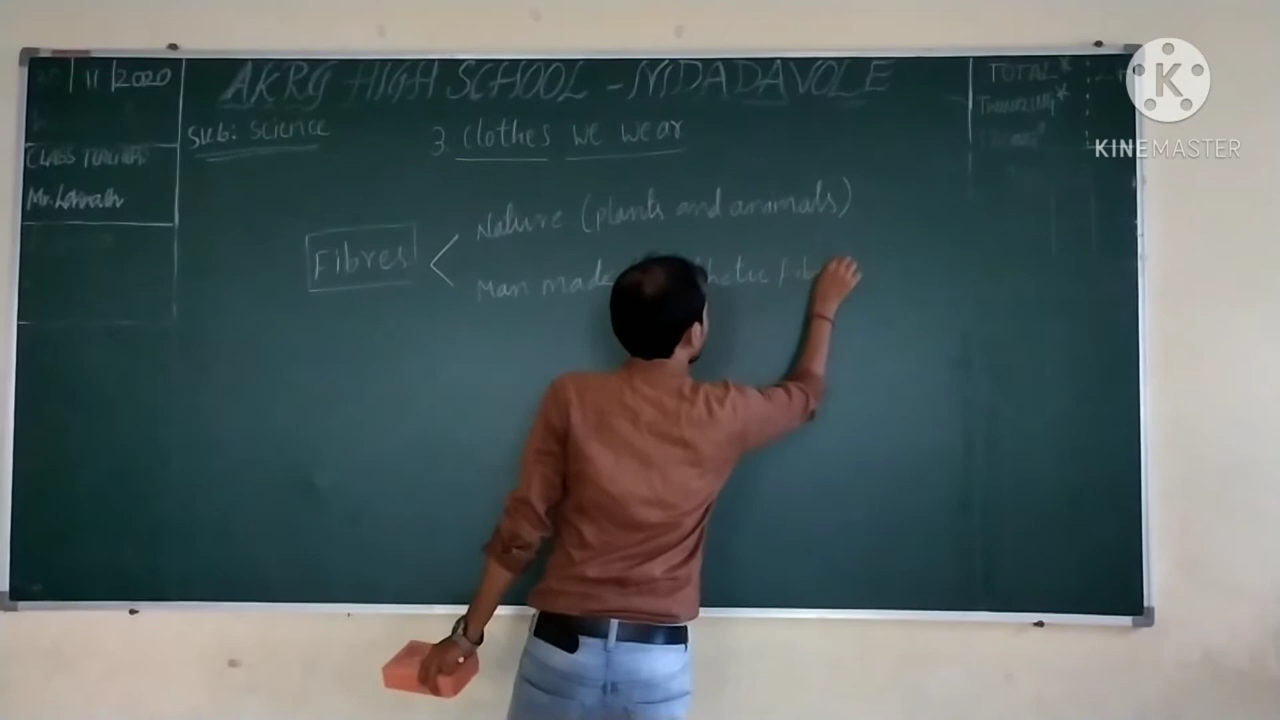 11/2020
AKRG HIGH SCHOOL - NIDADAVOLE
TOTAL*
Sub: Science
3. Clothes we wear
CLASS TEACHER
Mr.
Fibres
Nature (plants and animals)
Man made
KINEMASTER